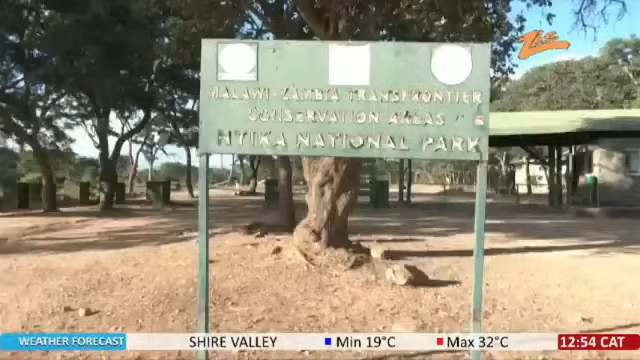 ZBC
MALAWI-ZAMBIA TRANSFRONTIER
CONSERVATION AREAS
NYIKA NATIONAL PARK
WEATHER FORECAST
SHIRE VALLEY
Min 19°C
Max 32°C
12:54 CAT